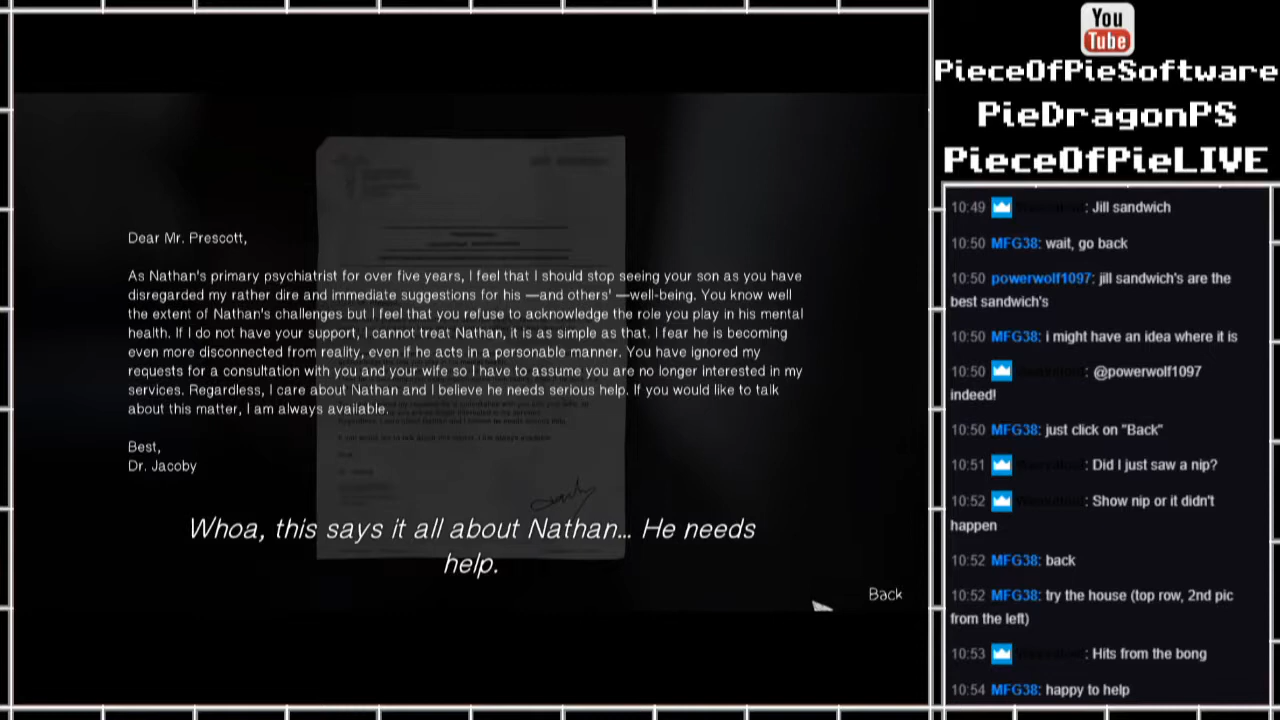 Dear Mr. Prescott,
As Nathan's primary psychiatrist for over five years, I feel that I should stop seeing your son as you have
disregarded my rather dire and immediate suggestions for his —and others' —well-being. You know well
the extent of Nathan's challenges but I feel that you refuse to acknowledge the role you play in his mental
health. If I do not have your support, I cannot treat Nathan, it is as simple as that. I fear he is becoming
even more disconnected from reality, even if he acts in a personable manner. You have ignored my
requests for a consultation with you and your wife so I have to assume you are no longer interested in my
services. Regardless, I care about Nathan and I believe he needs serious help. If you would like to talk
about this matter, I am always available.
Best,
Dr. Jacoby
Whoa, this says it all about Nathan... He needs
help.
Back
You
Tube
PieceOfPieSoftware
PieDragonPS
PieceOfPieLIVE
10:49 : Jill sandwich
10:50 MFG38: wait, go back
10:50 powerwolf1097: jill sandwich's are the
best sandwich's
10:50 MFG38: i might have an idea where it is
10:50 : @powerwolf1097
indeed!
10:50 MFG38: just click on "Back"
10:51 : Did I just saw a nip?
10:52 : Show nip or it didn't
happen
10:52 MFG38: back
10:52 MFG38: try the house (top row, 2nd pic
from the left)
10:53 : Hits from the bong
10:54 MFG38: happy to help